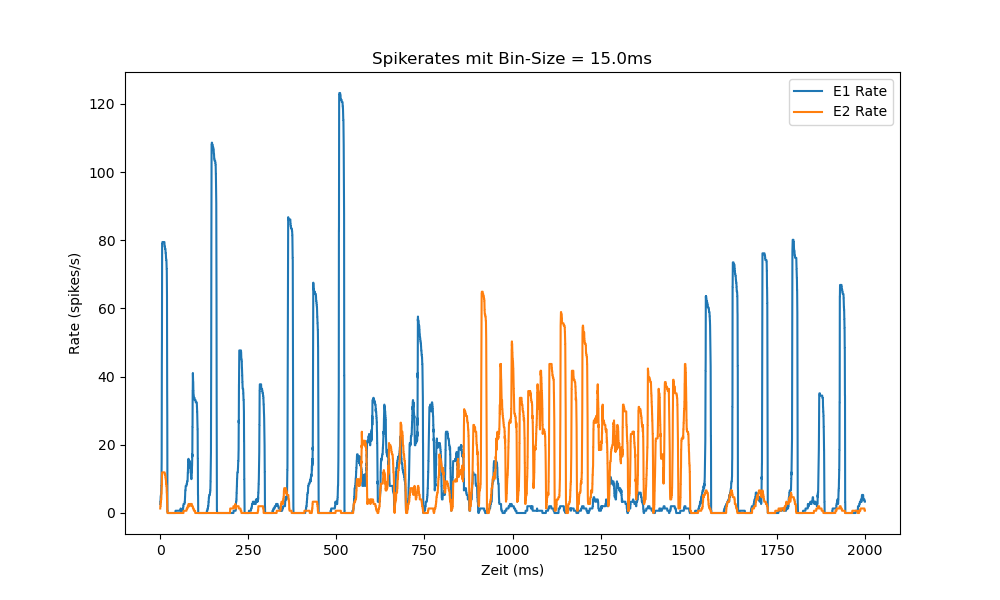 Spikerates mit Bin-Size = 15.0ms
E1 Rate
E2 Rate
120
100
80
60
40
20
0
Rate (spikes/s)
0 250 500 750 1000 1250 1500 1750 2000
Zeit (ms)